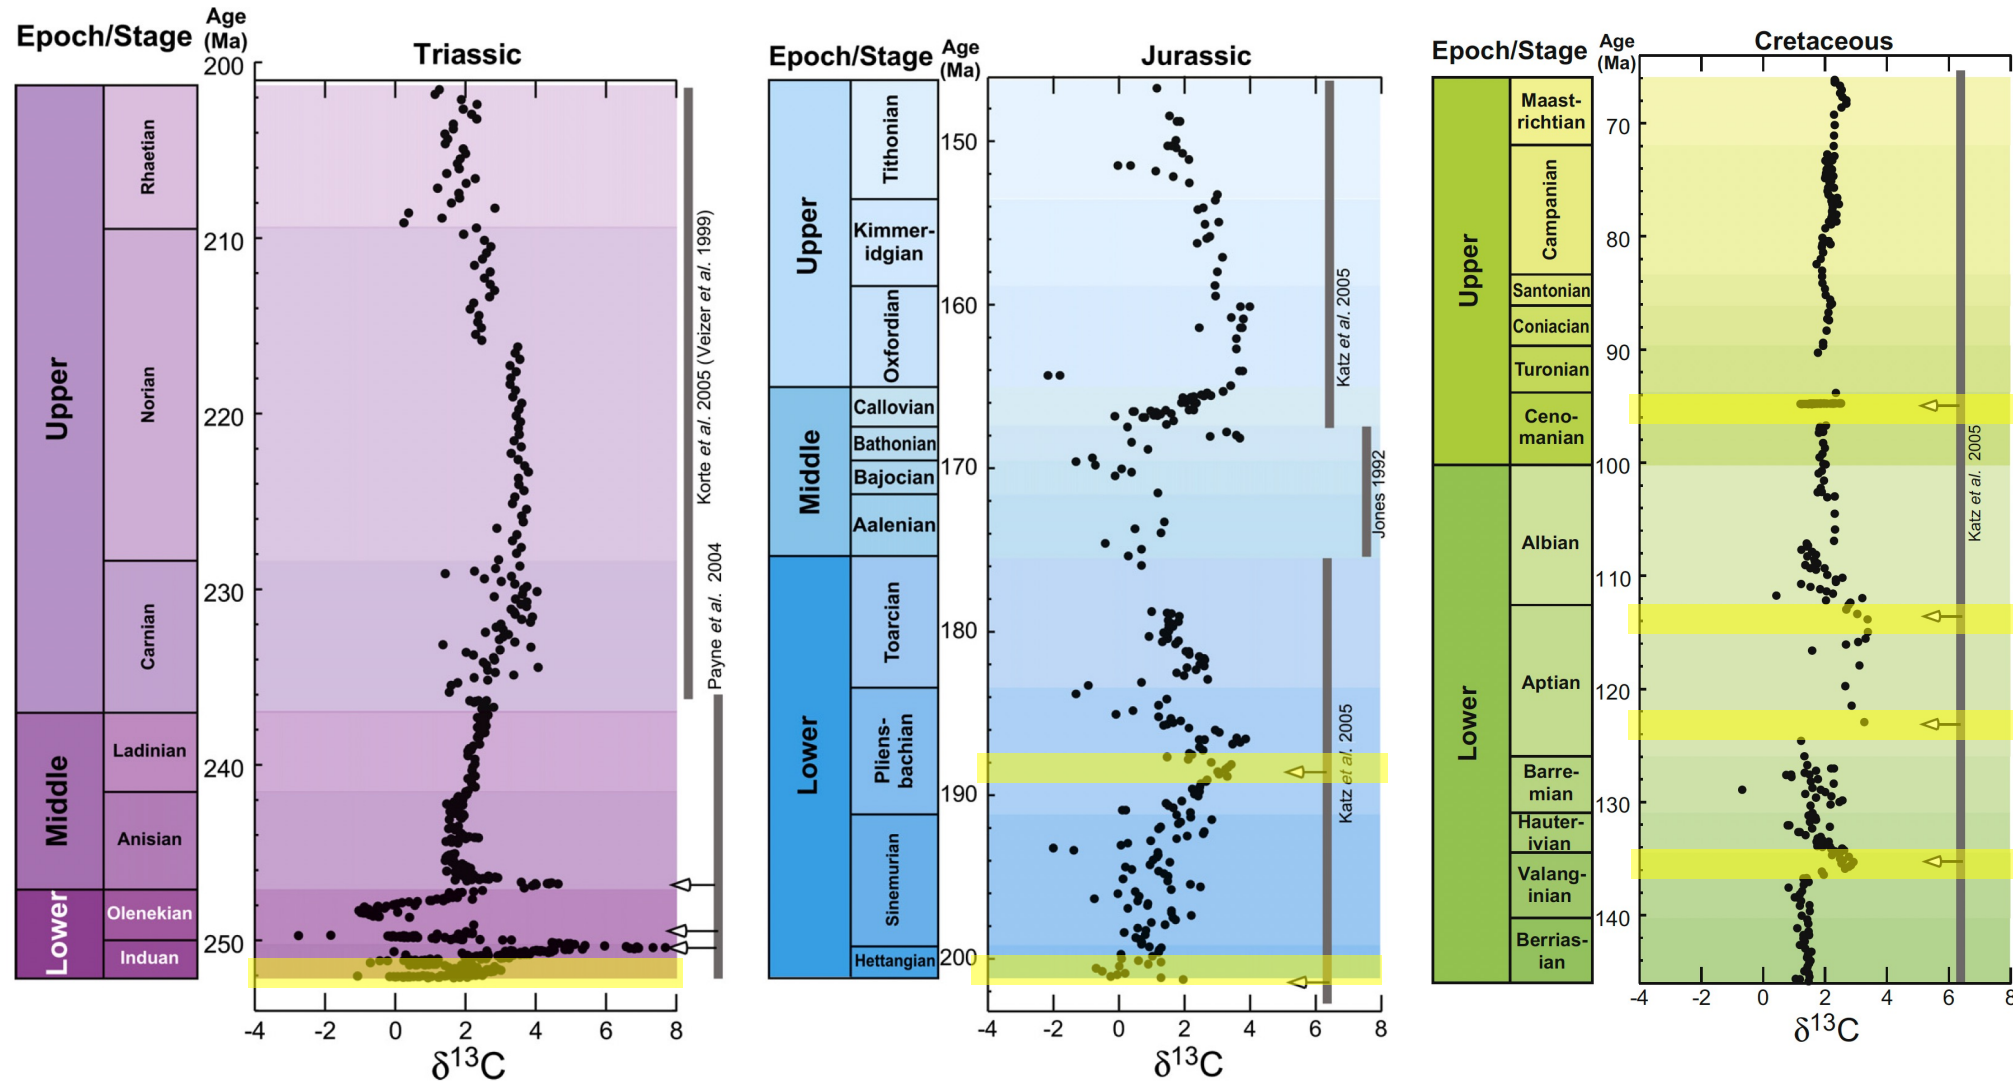 Epoch/Stage
Age
(Ma)
Triassic
200
210
220
230
240
250
Upper
Middle
Lower
Rhaetian
Norian
Carnian
Ladinian
Anisian
Olenekian
Induan
-4
-2
0
2
4
6
8
δ13C
Korte et al. 2005 (Veizer et al. 1999)
Payne et al. 2004
Epoch/Stage
Age
(Ma)
Jurassic
150
160
170
180
190
200
Upper
Middle
Lower
Tithonian
Kimmer-
idgian
Oxfordian
Callovian
Bathonian
Bajocian
Aalenian
Toarcian
Pliens-
bachian
Sinemurian
Hettangian
-4
-2
0
2
4
6
8
δ13C
Katz et al. 2005
Jones 1992
Katz et al. 2005
Epoch/Stage
Age
(Ma)
Cretaceous
70
80
90
100
110
120
130
140
Upper
Lower
Maast-
richtian
Campanian
Santonian
Coniacian
Turonian
Ceno-
manian
Albian
Aptian
Barre-
mian
Hauter-
ivian
Valang-
inian
Berrias-
ian
-4
-2
0
2
4
6
8
δ13C
Katz et al. 2005